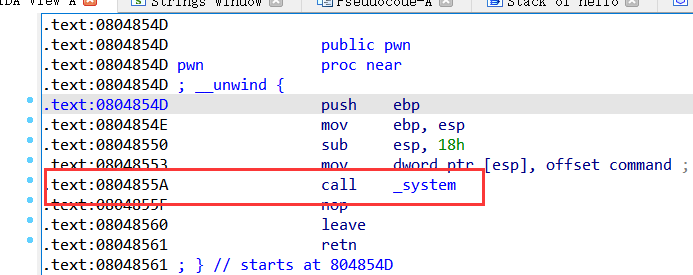 IDA View-A Strings window Pseudocode-A Stack of hello
.text:0804854D
.text:0804854D public pwn
.text:0804854D pwn proc near
.text:0804854D ; __unwind {
.text:0804854D push ebp
.text:0804854E mov ebp, esp
.text:08048550 sub esp, 18h
.text:08048553 mov dword ptr [esp], offset command ;
.text:0804855A call _system
.text:0804855F nop
.text:08048560 leave
.text:08048561 retn
.text:08048561 ; } // starts at 804854D